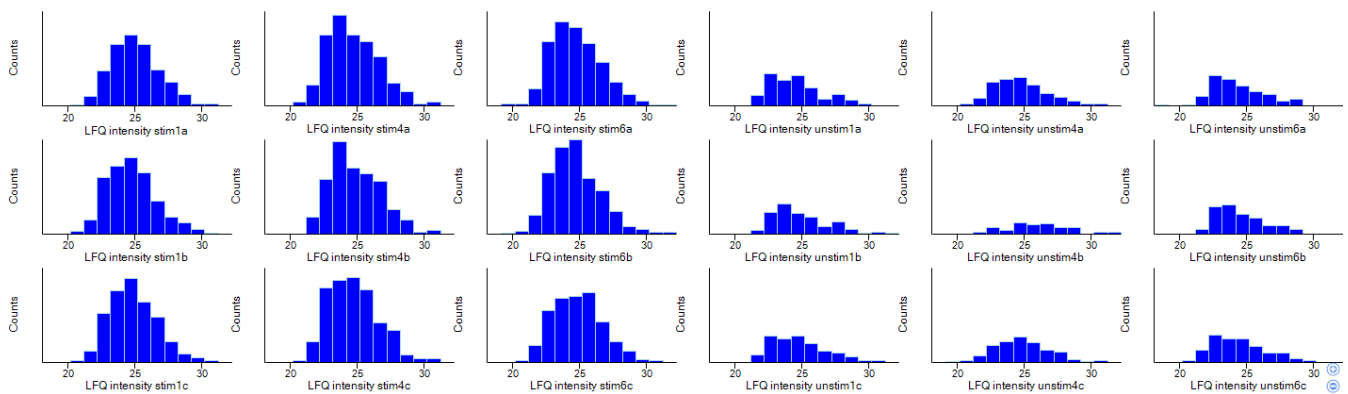 Counts Counts Counts Counts Counts Counts
20 25 30 20 25 30 20 25 30 20 25 30 20 25 30 20 25 30
LFQ intensity stim1a LFQ intensity stim4a LFQ intensity stim6a LFQ intensity unstim1a LFQ intensity unstim4a LFQ intensity unstim6a
Counts Counts Counts Counts Counts Counts
20 25 30 20 25 30 20 25 30 20 25 30 20 25 30 20 25 30
LFQ intensity stim1b LFQ intensity stim4b LFQ intensity stim6b LFQ intensity unstim1b LFQ intensity unstim4b LFQ intensity unstim6b
Counts Counts Counts Counts Counts Counts
20 25 30 20 25 30 20 25 30 20 25 30 20 25 30 20 25 30
LFQ intensity stim1c LFQ intensity stim4c LFQ intensity stim6c LFQ intensity unstim1c LFQ intensity unstim4c LFQ intensity unstim6c